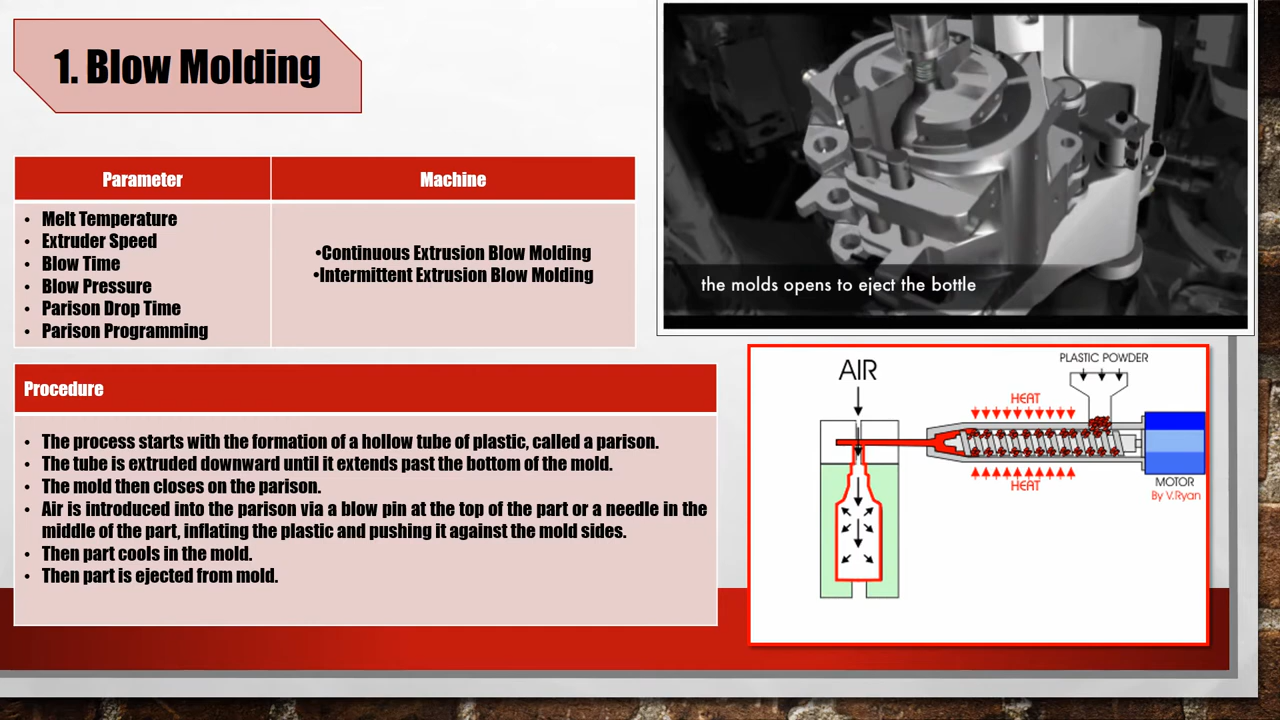 1. Blow Molding
Parameter
Machine
• Melt Temperature
• Extruder Speed
• Blow Time
• Blow Pressure
• Parison Drop Time
• Parison Programming
•Continuous Extrusion Blow Molding
•Intermittent Extrusion Blow Molding
the molds opens to eject the bottle
Procedure
• The process starts with the formation of a hollow tube of plastic, called a parison.
• The tube is extruded downward until it extends past the bottom of the mold.
• The mold then closes on the parison.
• Air is introduced into the parison via a blow pin at the top of the part or a needle in the
middle of the part, inflating the plastic and pushing it against the mold sides.
• Then part cools in the mold.
• Then part is ejected from mold.
AIR
PLASTIC POWDER
HEAT
HEAT
MOTOR
By V.Ryan